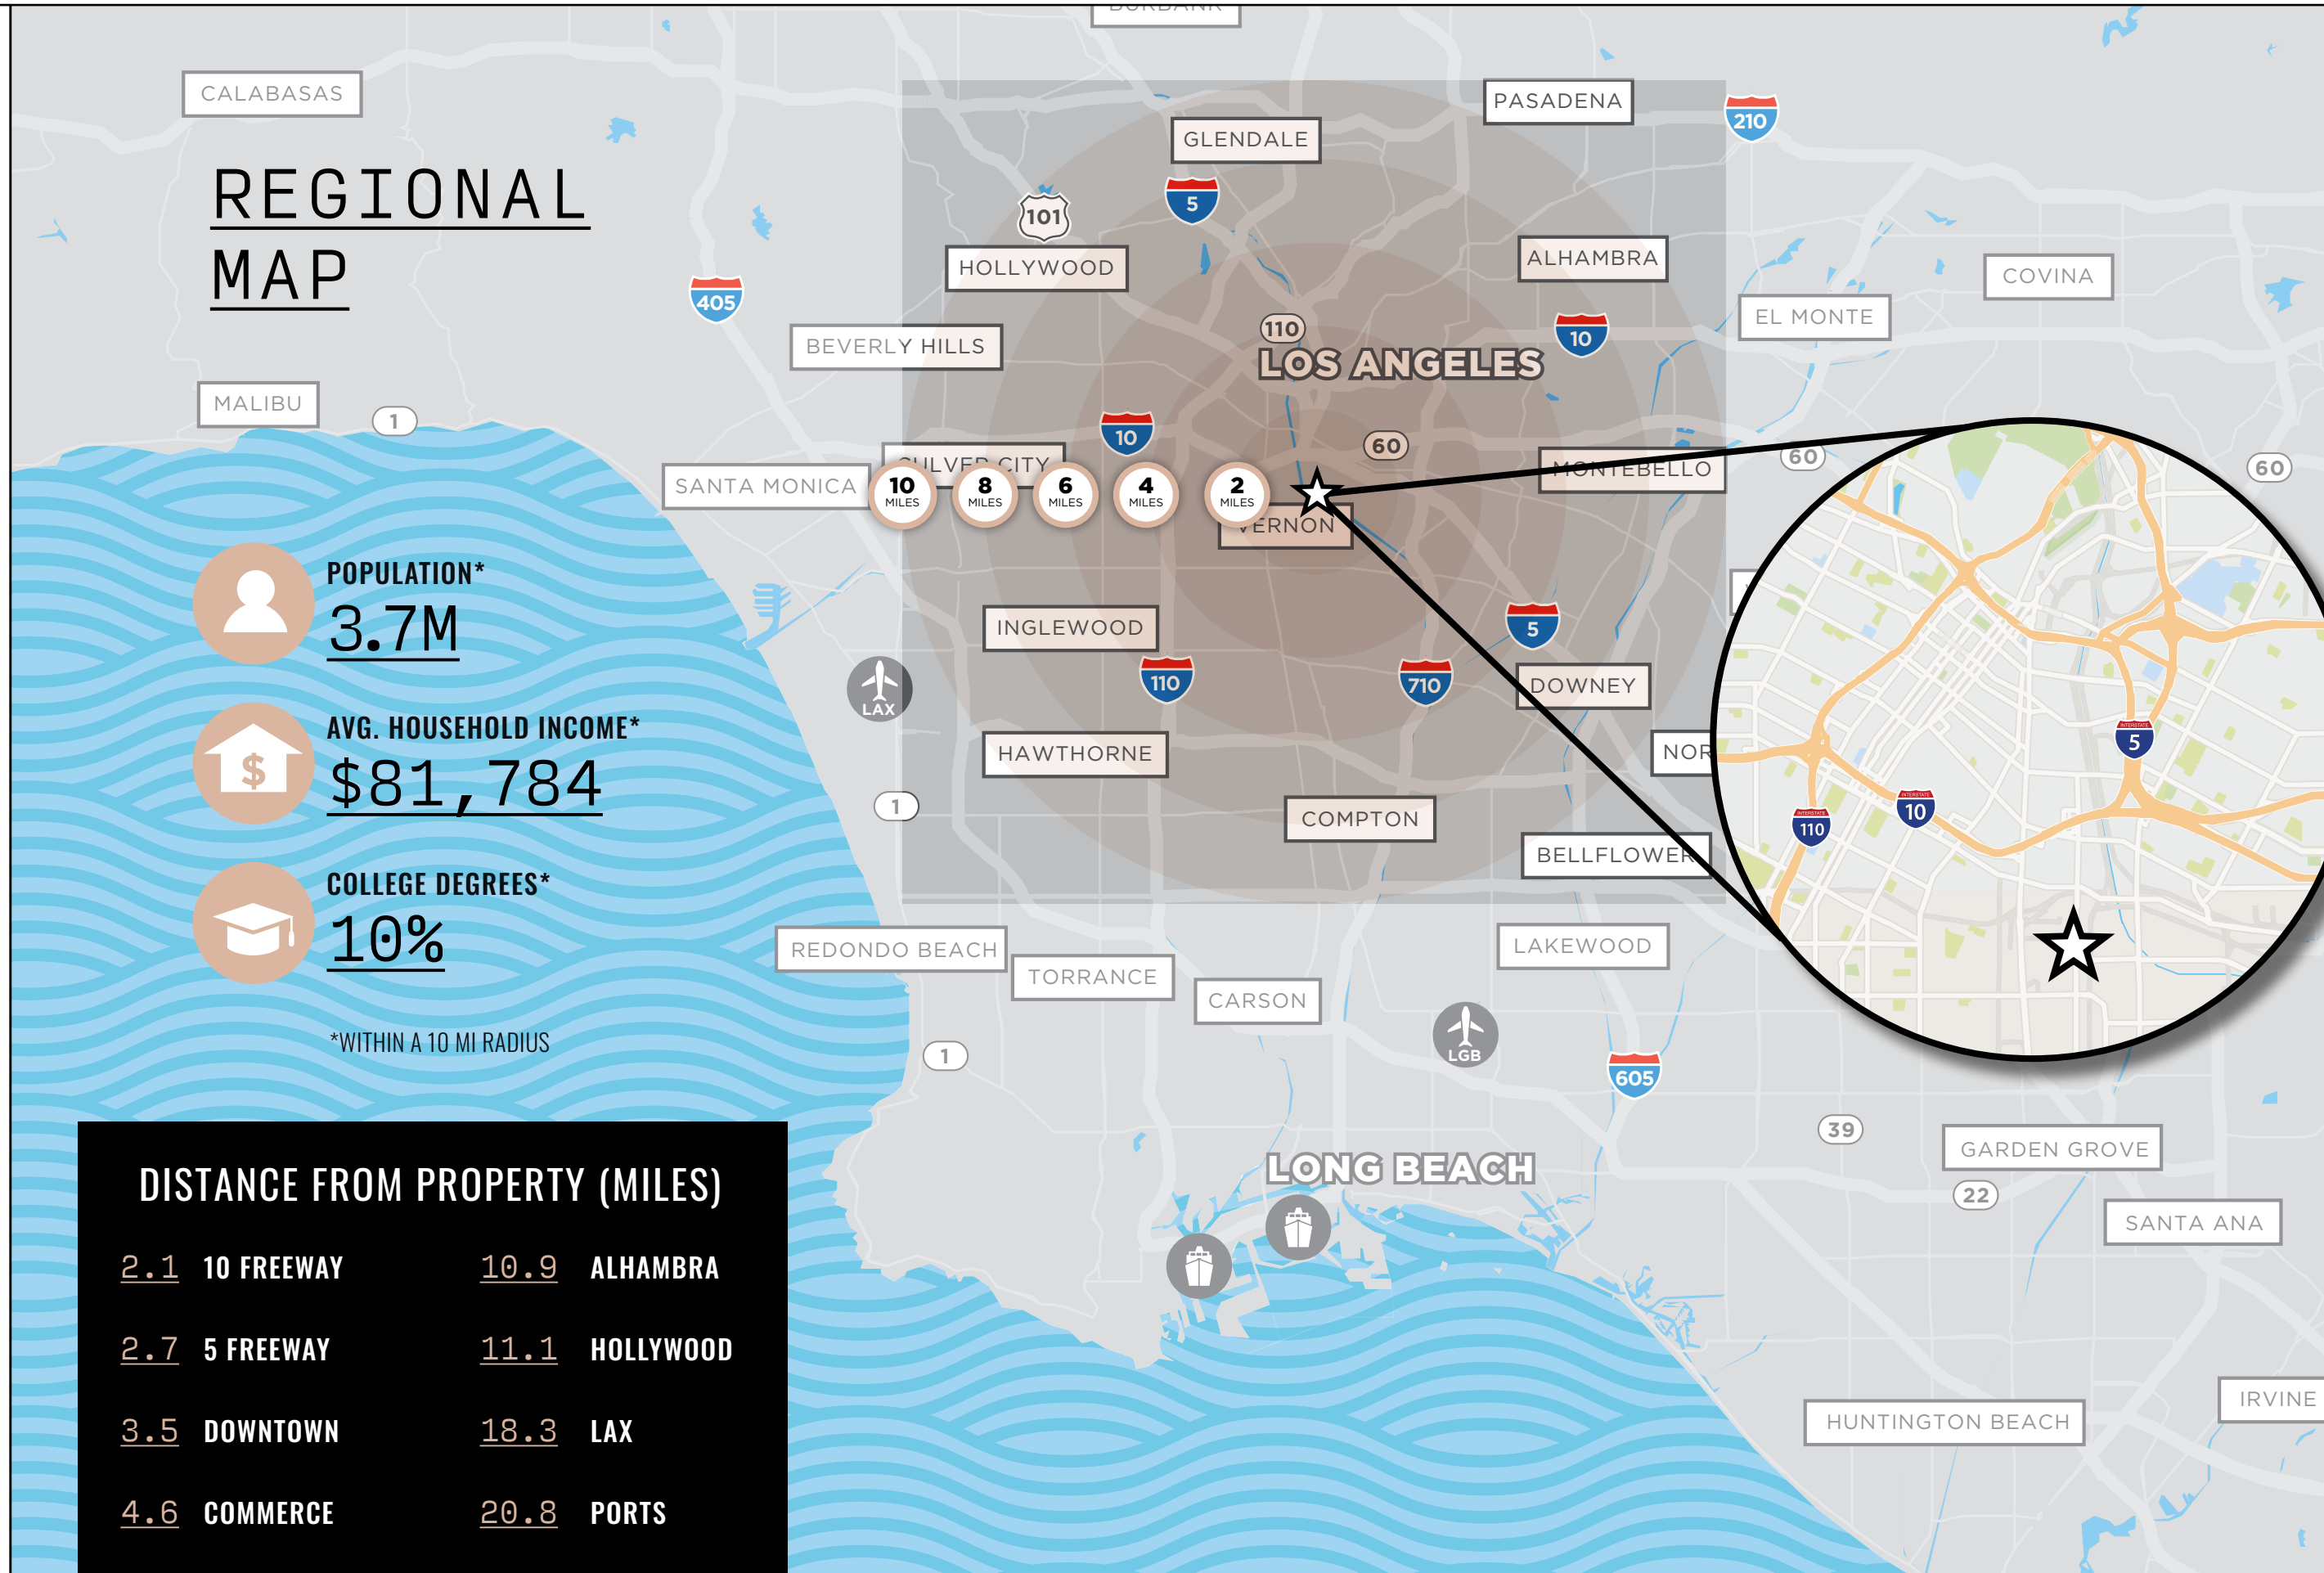 BURBANK
CALABASAS
PASADENA
210
GLENDALE
REGIONAL
MAP
5
101
HOLLYWOOD
ALHAMBRA
COVINA
405
EL MONTE
110
10
BEVERLY HILLS
LOS ANGELES
MALIBU
1
10
60
CULVER CITY
MONTEBELLO
60
60
SANTA MONICA
10
MILES
8
MILES
6
MILES
4
MILES
2
MILES
VERNON
POPULATION*
3.7M
INGLEWOOD
5
110
710
DOWNEY
LAX
AVG. HOUSEHOLD INCOME*
$81,784
HAWTHORNE
NOR
INTERSTATE
5
1
COMPTON
INTERSTATE
10
INTERSTATE
110
BELLFLOWER
COLLEGE DEGREES*
10%
REDONDO BEACH
TORRANCE
CARSON
LAKEWOOD
*WITHIN A 10 MI RADIUS
1
LGB
605
39
GARDEN GROVE
LONG BEACH
22
SANTA ANA
IRVINE
HUNTINGTON BEACH
DISTANCE FROM PROPERTY (MILES)
2.1 10 FREEWAY
10.9 ALHAMBRA
2.7 5 FREEWAY
11.1 HOLLYWOOD
3.5 DOWNTOWN
18.3 LAX
4.6 COMMERCE
20.8 PORTS